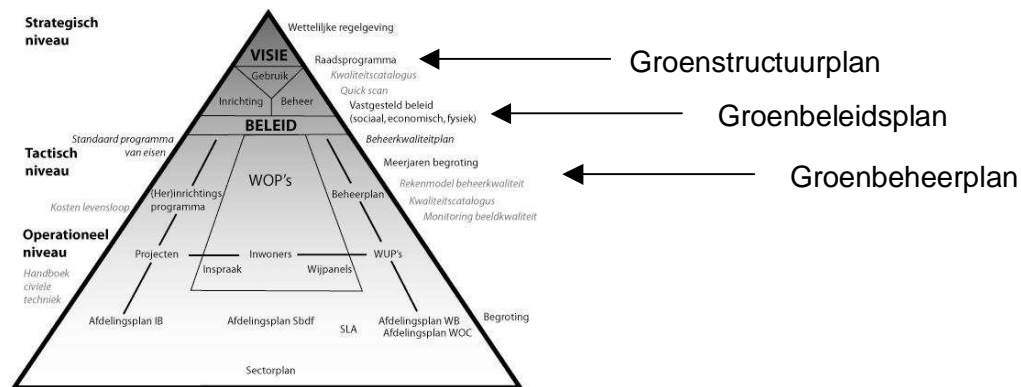 Strategisch
niveau
Wettelijke regelgeving
VISIE
Raadsprogramma
Groenstructuurplan
Gebruik
Kwaliteitscatalogus
Quick scan
Inrichting
Beheer
Vastgesteld beleid
(sociaal, economisch, fysiek)
Groenbeleidsplan
BELEID
Standaard programma
van eisen
Beheerkwaliteitplan
Tactisch
niveau
Meerjaren begroting
WOP's
Rekenmodel beheerkwaliteit
Groenbeheerplan
(Her)inrichtings
programma
Beheerplan
Kosten levensloop
Kwaliteitscatalogus
Monitoring beeldkwaliteit
Operationeel
niveau
Projecten
Inwoners
WUP's
Inspraak
Wijpanels
Handboek
civiele
techniek
Afdelingsplan IB
Afdelingsplan Sbdf
SLA
Afdelingsplan WB
Afdelingsplan WOC
Begroting
Sectorplan